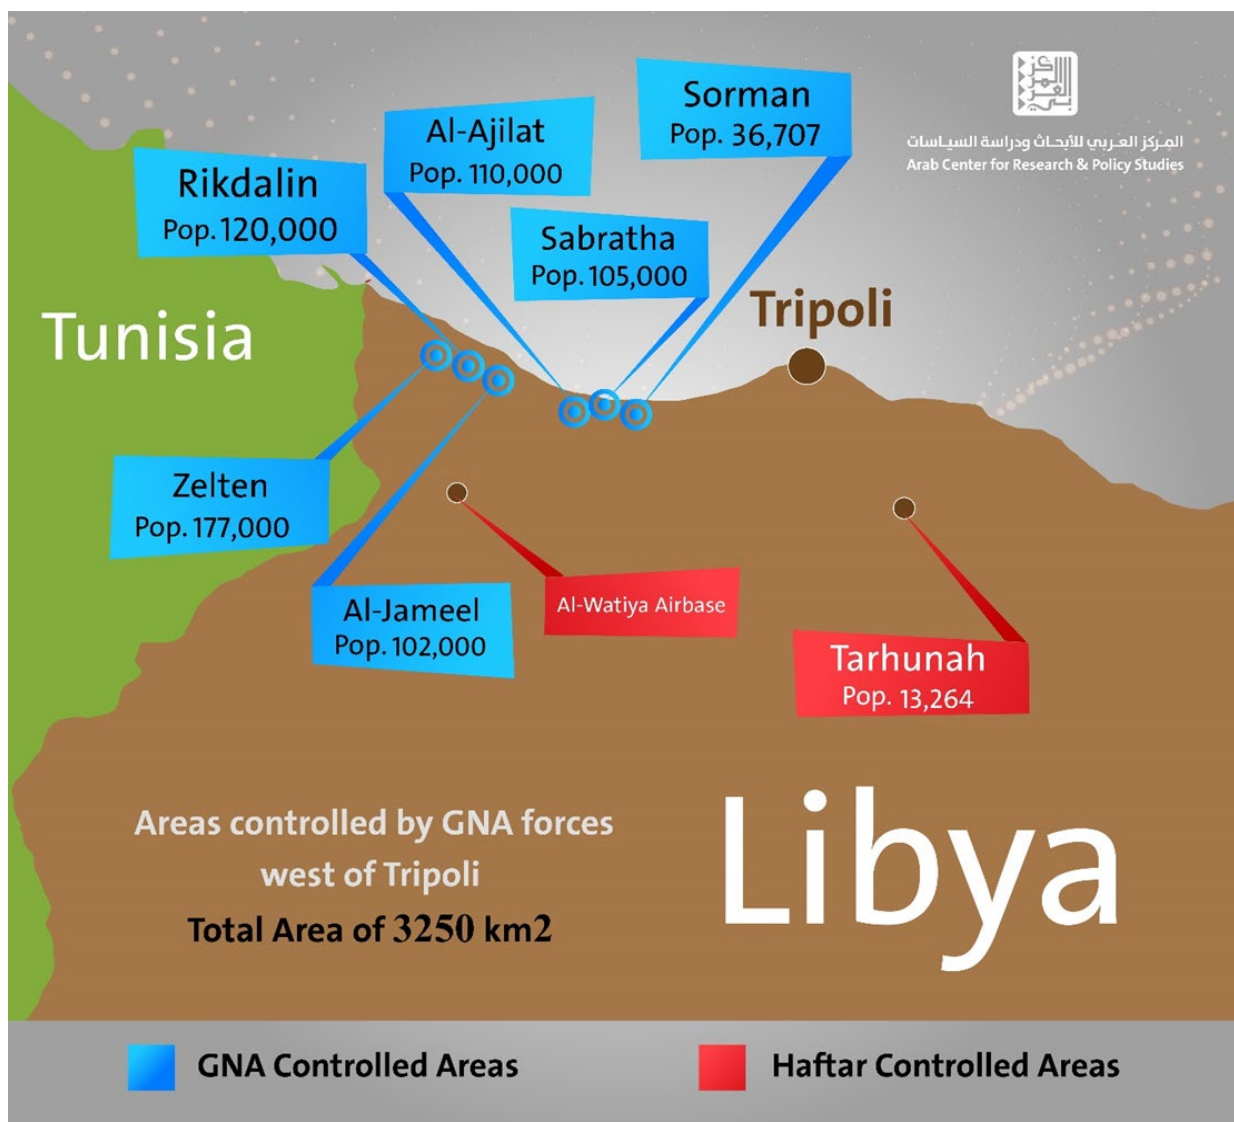 Sorman
Pop. 36,707
Al-Ajilat
Pop. 110,000
المركز العربي للأبحاث ودراسة السياسات
Arab Center for Research & Policy Studies
Rikdalin
Pop. 120,000
Sabratha
Pop. 105,000
Tripoli
Tunisia
Zelten
Pop. 177,000
Al-Jameel
Pop. 102,000
Al-Watiya Airbase
Tarhunah
Pop. 13,264
Areas controlled by GNA forces
west of Tripoli
Total Area of 3250 km2
Libya
GNA Controlled Areas
Haftar Controlled Areas